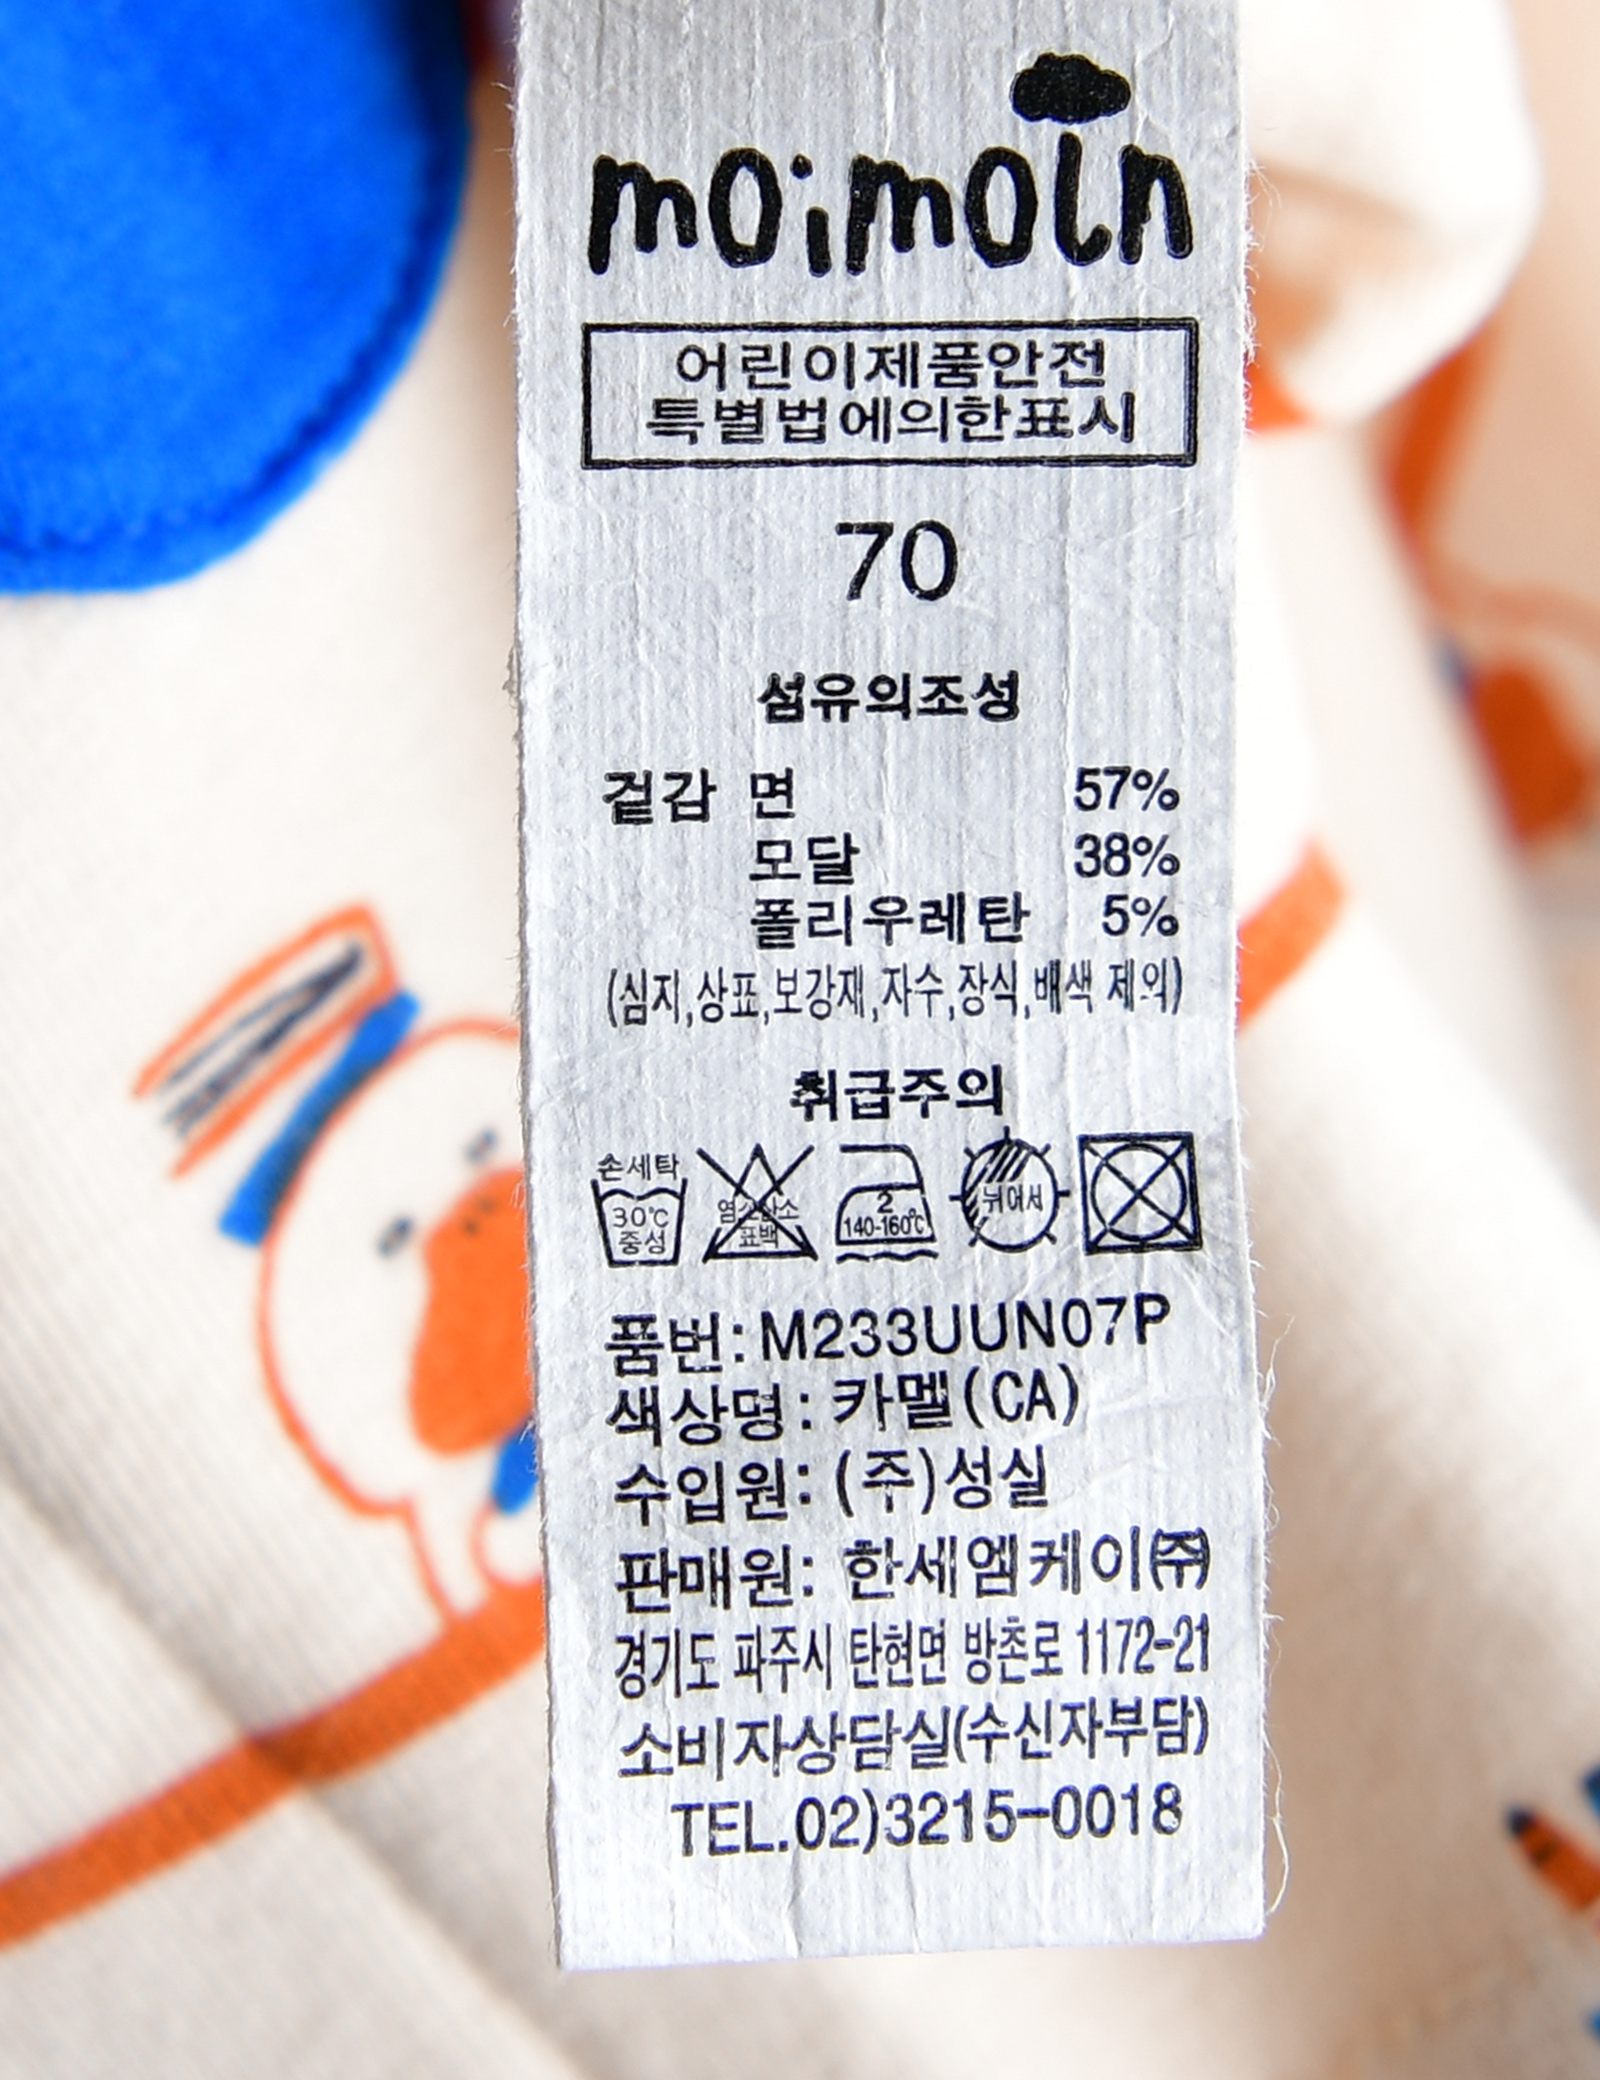 moimoln
어린이제품안전
특별법에의한표시
70
섬유의조성
겉감 면 57%
모달 38%
폴리우레탄 5%
(심지,상표,보강재,자수,장식,배색 제외)
취급주의
손세탁
30℃
중성
염소산소
표백
2
140-160℃
뉘어서
품번:M233UUN07P
색상명: 카멜(CA)
수입원: (주)성실
판매원: 한세엠케이㈜
경기도 파주시 탄현면 방촌로 1172-21
소비자상담실(수신자부담)
TEL.02)3215-0018